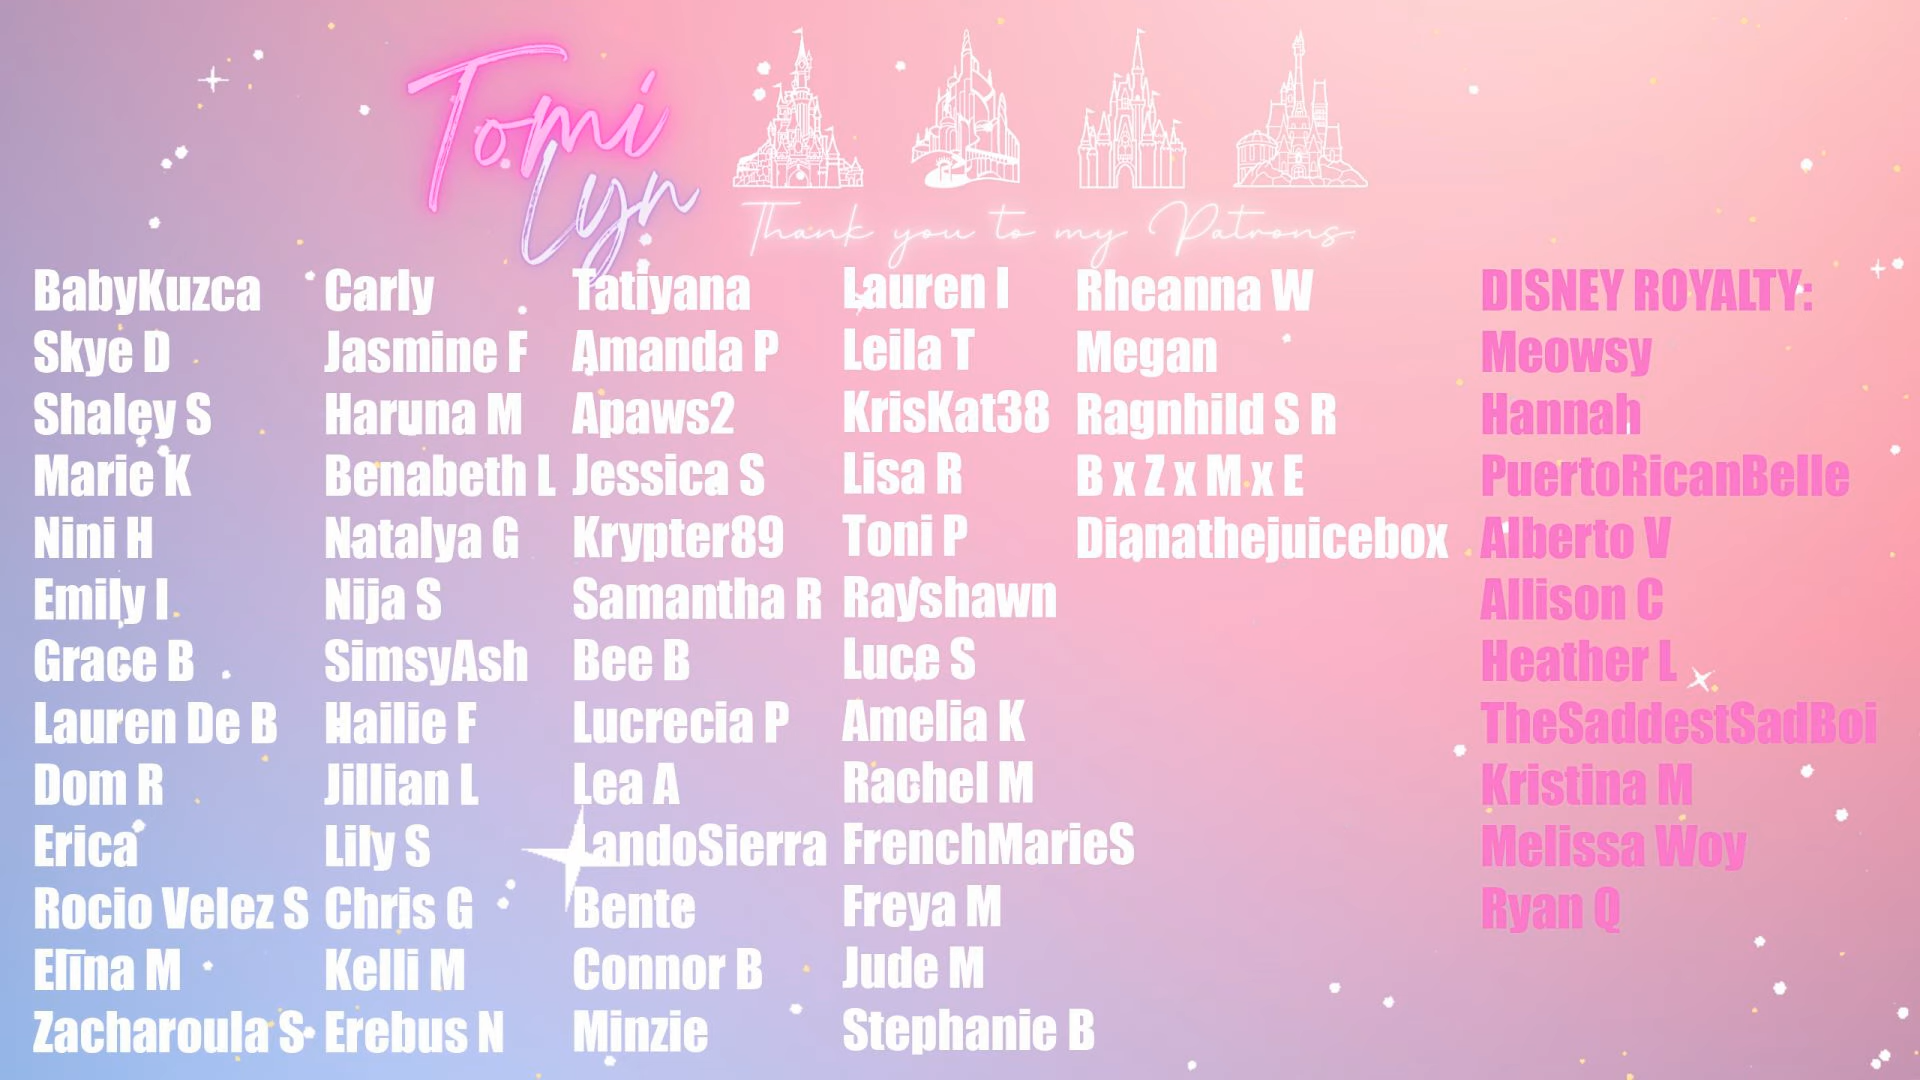 Tomi
Lyn
Thank you to my Patrons.
BabyKuzca
Skye D
Shaley S
Marie K
Nini H
Emily I
Grace B
Lauren De B
Dom R
Erica
Rocio Velez S
Elīna M
Zacharoula S
Carly
Jasmine F
Haruna M
Benabeth L
Natalya G
Nija S
SimsyAsh
Hailie F
Jillian L
Lily S
Chris G
Kelli M
Erebus N
Tatiyana
Amanda P
Apaws2
Jessica S
Krypter89
Samantha R
Bee B
Lucrecia P
Lea A
LandoSierra
Bente
Connor B
Minzie
Lauren I
Leila T
KrisKat38
Lisa R
Toni P
Rayshawn
Luce S
Amelia K
Rachel M
FrenchMarieS
Freya M
Jude M
Stephanie B
Rheanna W
Megan
Ragnhild S R
B x Z x M x E
Dianathejuicebox
DISNEY ROYALTY:
Meowsy
Hannah
PuertoRicanBelle
Alberto V
Allison C
Heather L
TheSaddestSadBoi
Kristina M
Melissa Woy
Ryan Q